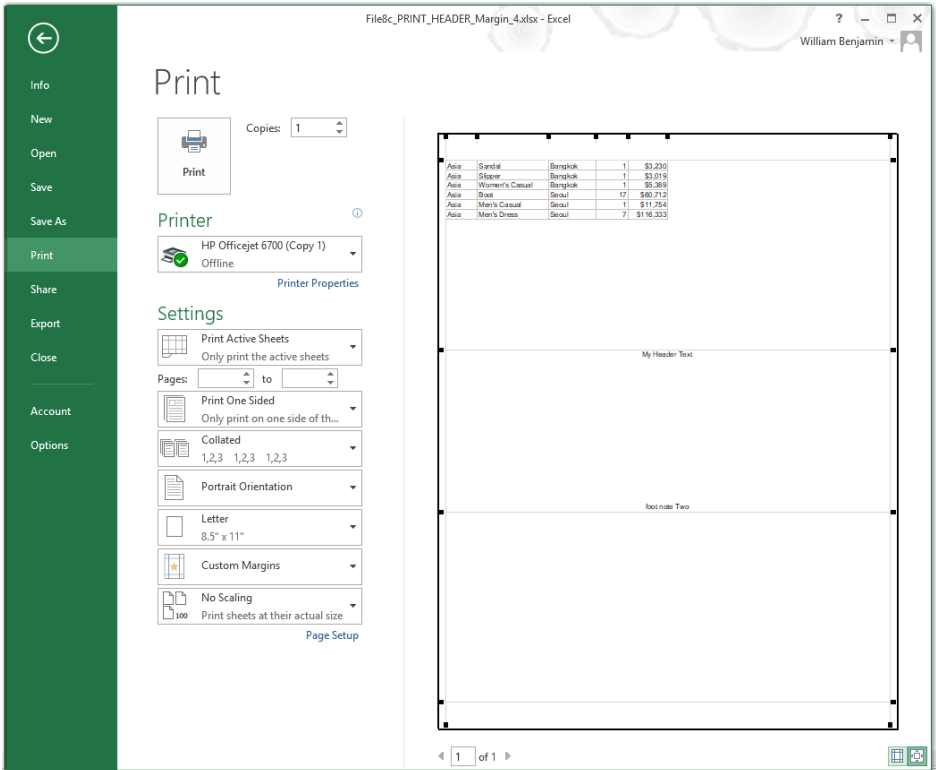 File8c_PRINT_HEADER_Margin_4.xlsx - Excel
?
William Benjamin
Info
New
Open
Save
Save As
Print
Share
Export
Close
Account
Options
Print
Print
Copies: 1
Printer
HP Officejet 6700 (Copy 1)
Offline
Printer Properties
Settings
Print Active Sheets
Only print the active sheets
Pages: to
Print One Sided
Only print on one side of th...
Collated
1,2,3 1,2,3 1,2,3
Portrait Orientation
Letter
8.5" x 11"
Custom Margins
No Scaling
100 Print sheets at their actual size
Page Setup
Asia Sandal Bangkok 1 $3,230
Asia Slipper Bangkok 1 $3,019
Asia Women's Casual Bangkok 1 $5,389
Asia Boot Seoul 17 $60,712
Asia Men's Casual Seoul 1 $11,754
Asia Men's Dress Seoul 7 $116,333
My Header Text
foot note Two
1 of 1